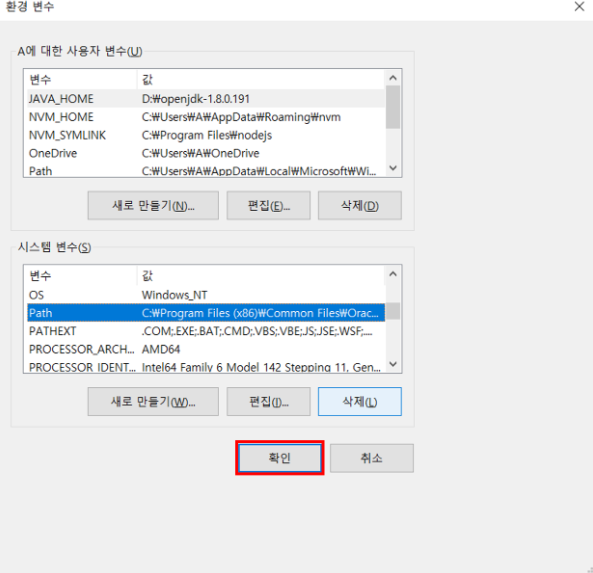 환경 변수
A에 대한 사용자 변수(U)
변수 값
JAVA_HOME D:₩openjdk-1.8.0.191
NVM_HOME C:₩Users₩A₩AppData₩Roaming₩nvm
NVM_SYMLINK C:₩Program Files₩nodejs
OneDrive C:₩Users₩A₩OneDrive
Path C:₩Users₩A₩AppData₩Local₩Microsoft₩Wi...
새로 만들기(N)... 편집(E)... 삭제(D)
시스템 변수(S)
변수 값
OS Windows_NT
Path C:₩Program Files (x86)₩Common Files₩Orac...
PATHEXT .COM;.EXE;.BAT;.CMD;.VBS;.VBE;.JS;.JSE;.WSF;....
PROCESSOR_ARCH... AMD64
PROCESSOR_IDENT... Intel64 Family 6 Model 142 Stepping 11, Gen...
새로 만들기(W)... 편집(I)... 삭제(L)
확인 취소